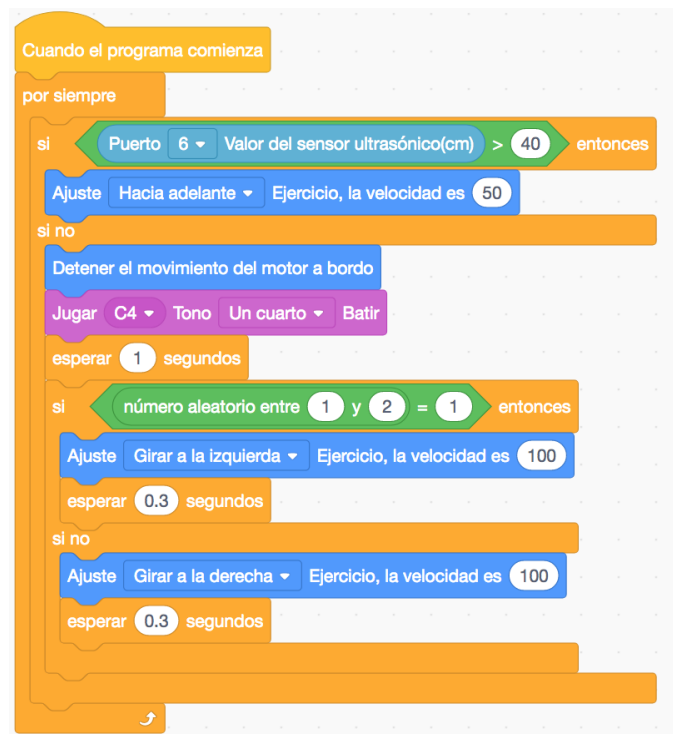 Cuando el programa comienza
por siempre
si Puerto 6 Valor del sensor ultrasónico(cm) > 40 entonces
Ajuste Hacia adelante Ejercicio, la velocidad es 50
si no
Detener el movimiento del motor a bordo
Jugar C4 Tono Un cuarto Batir
esperar 1 segundos
si número aleatorio entre 1 y 2 = 1 entonces
Ajuste Girar a la izquierda Ejercicio, la velocidad es 100
esperar 0.3 segundos
si no
Ajuste Girar a la derecha Ejercicio, la velocidad es 100
esperar 0.3 segundos